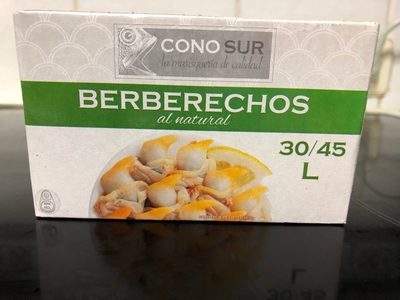 CONO SUR
la marisquería de calidad
BERBERECHOS
al natural
30/45
L